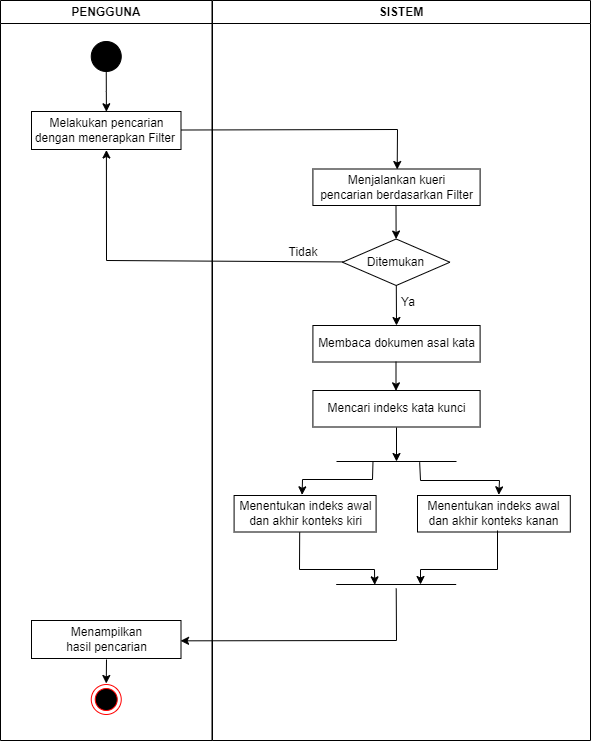 PENGGUNA
SISTEM
Melakukan pencarian
dengan menerapkan Filter
Menjalankan kueri
pencarian berdasarkan Filter
Tidak
Ditemukan
Ya
Membaca dokumen asal kata
Mencari indeks kata kunci
Menentukan indeks awal
dan akhir konteks kiri
Menentukan indeks awal
dan akhir konteks kanan
Menampilkan
hasil pencarian